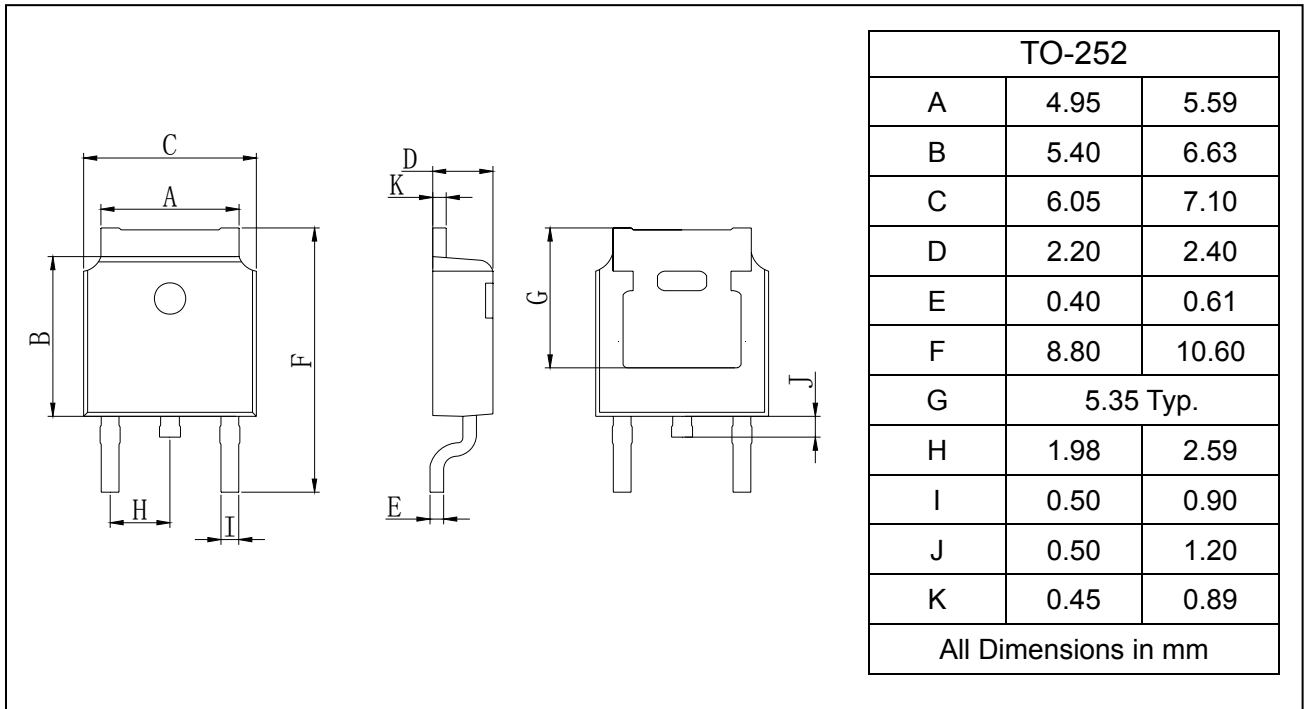 C
A
B
F
H
I
D
K
E
G
J
TO-252
A 4.95 5.59
B 5.40 6.63
C 6.05 7.10
D 2.20 2.40
E 0.40 0.61
F 8.80 10.60
G 5.35 Typ.
H 1.98 2.59
I 0.50 0.90
J 0.50 1.20
K 0.45 0.89
All Dimensions in mm